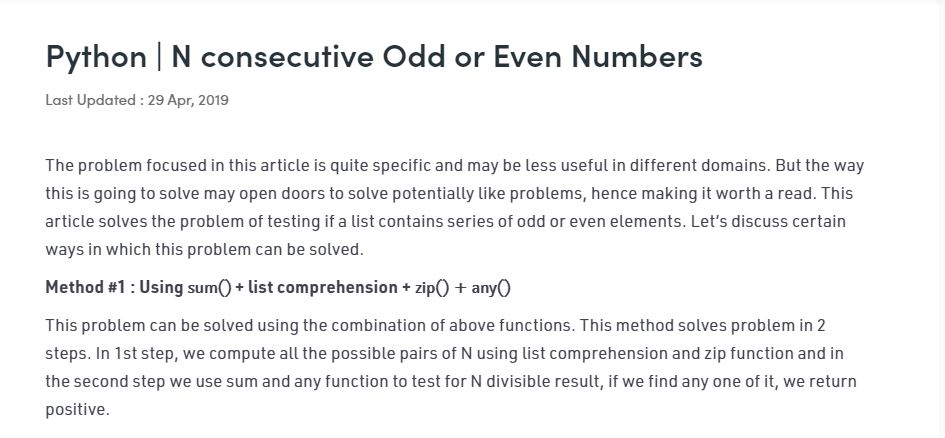 Python | N consecutive Odd or Even Numbers
Last Updated : 29 Apr, 2019
The problem focused in this article is quite specific and may be less useful in different domains. But the way
this is going to solve may open doors to solve potentially like problems, hence making it worth a read. This
article solves the problem of testing if a list contains series of odd or even elements. Let’s discuss certain
ways in which this problem can be solved.
Method #1 : Using sum() + list comprehension + zip() + any()
This problem can be solved using the combination of above functions. This method solves problem in 2
steps. In 1st step, we compute all the possible pairs of N using list comprehension and zip function and in
the second step we use sum and any function to test for N divisible result, if we find any one of it, we return
positive.